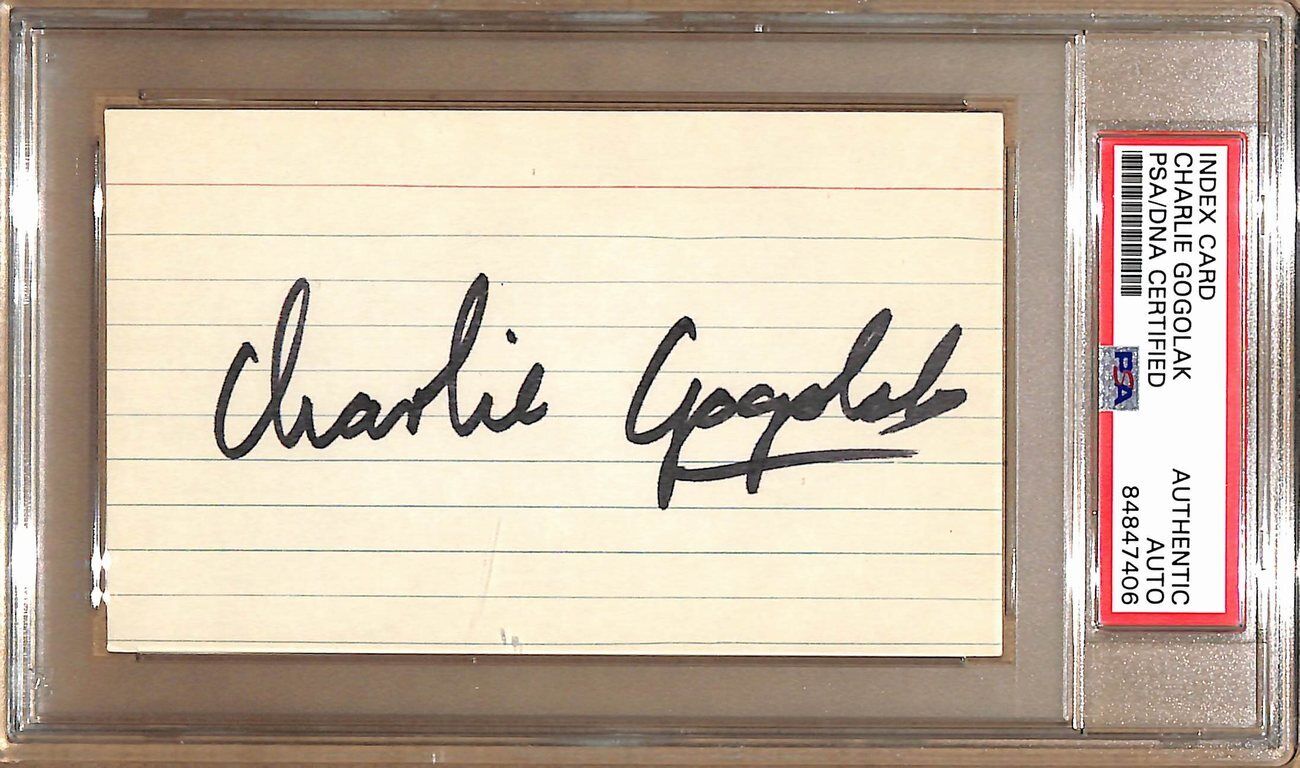 Charlie Gogolak
INDEX CARD
CHARLIE GOGOLAK
PSA/DNA CERTIFIED
PSA
AUTHENTIC
AUTO
84847406